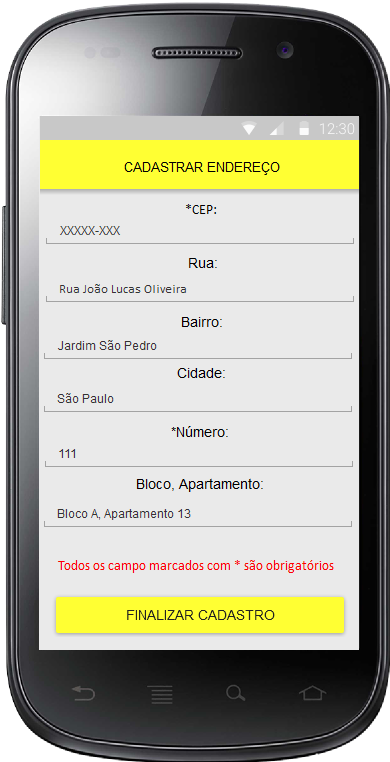 12:30
CADASTRAR ENDEREÇO
*CEP:
XXXXX-XXX
Rua:
Rua João Lucas Oliveira
Bairro:
Jardim São Pedro
Cidade:
São Paulo
*Número:
111
Bloco, Apartamento:
Bloco A, Apartamento 13
Todos os campo marcados com * são obrigatórios
FINALIZAR CADASTRO